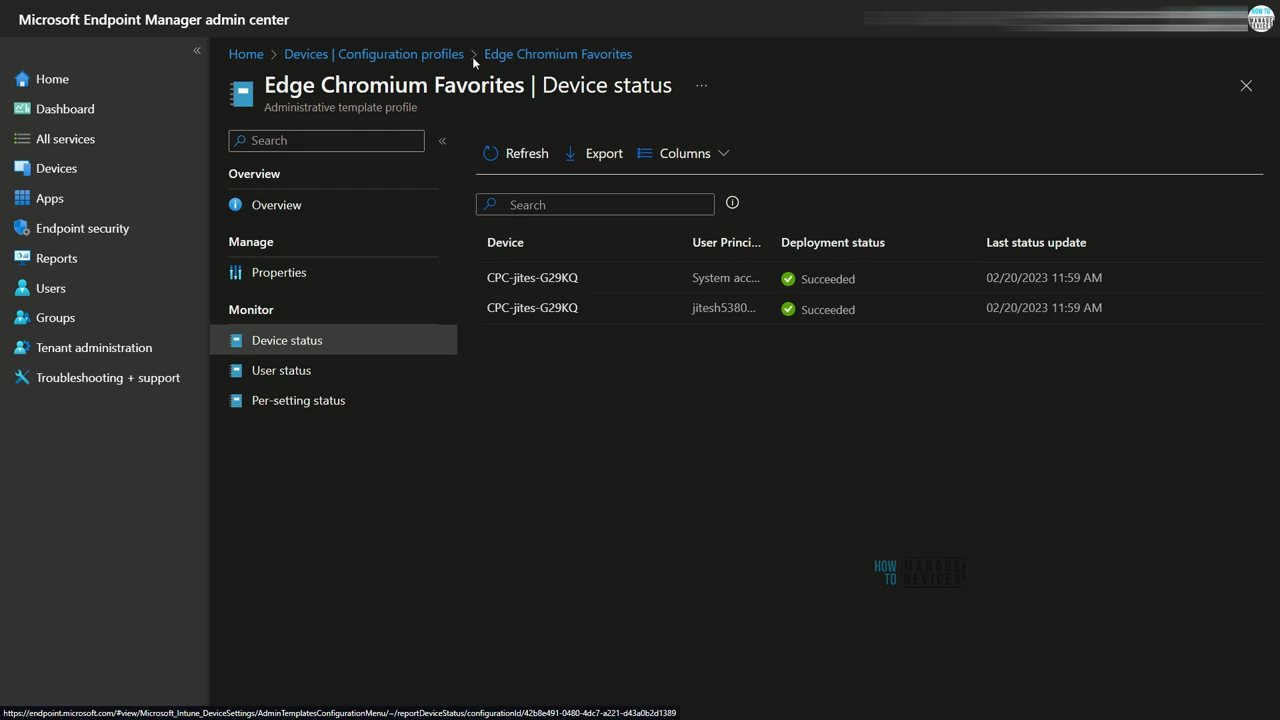 Microsoft Endpoint Manager admin center
HOW TO MANAGE DEVICES
Home > Devices | Configuration profiles > Edge Chromium Favorites
Edge Chromium Favorites | Device status ...
Administrative template profile
«
Home
Dashboard
All services
Devices
Apps
Endpoint security
Reports
Users
Groups
Tenant administration
Troubleshooting + support
Search «
Overview
Overview
Manage
Properties
Monitor
Device status
User status
Per-setting status
Refresh Export Columns
Search
Device User Princi... Deployment status Last status update
CPC-jites-G29KQ System acc... Succeeded 02/20/2023 11:59 AM
CPC-jites-G29KQ jitesh5380... Succeeded 02/20/2023 11:59 AM
HOW TO MANAGE DEVICES
https://endpoint.microsoft.com/#view/Microsoft_Intune_DeviceSettings/AdminTemplatesConfigurationMenu/~/reportDeviceStatus/configurationId/42b8e491-0480-4dc7-a221-d43a0b2d1389